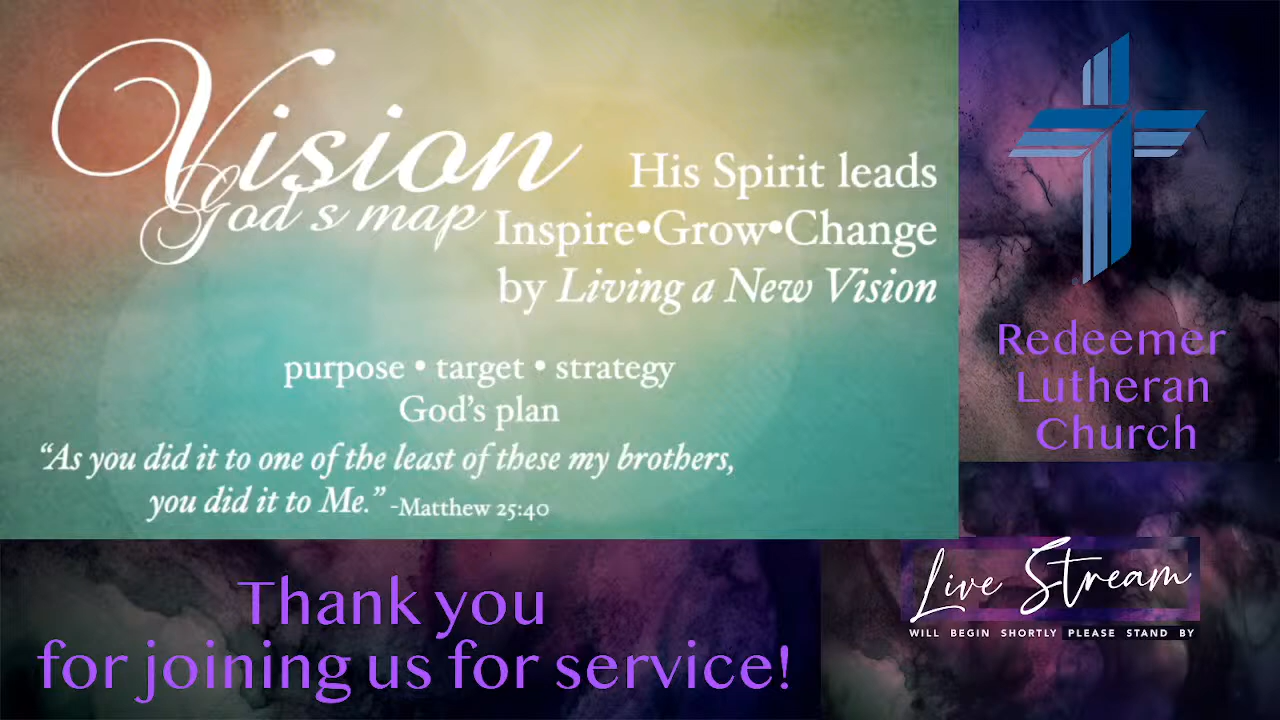 Vision
God's map
His Spirit leads
Inspire•Grow•Change
by Living a New Vision
purpose • target • strategy
God's plan
“As you did it to one of the least of these my brothers,
you did it to Me.” -Matthew 25:40
Redeemer
Lutheran
Church
Thank you
for joining us for service!
Live Stream
WILL BEGIN SHORTLY PLEASE STAND BY